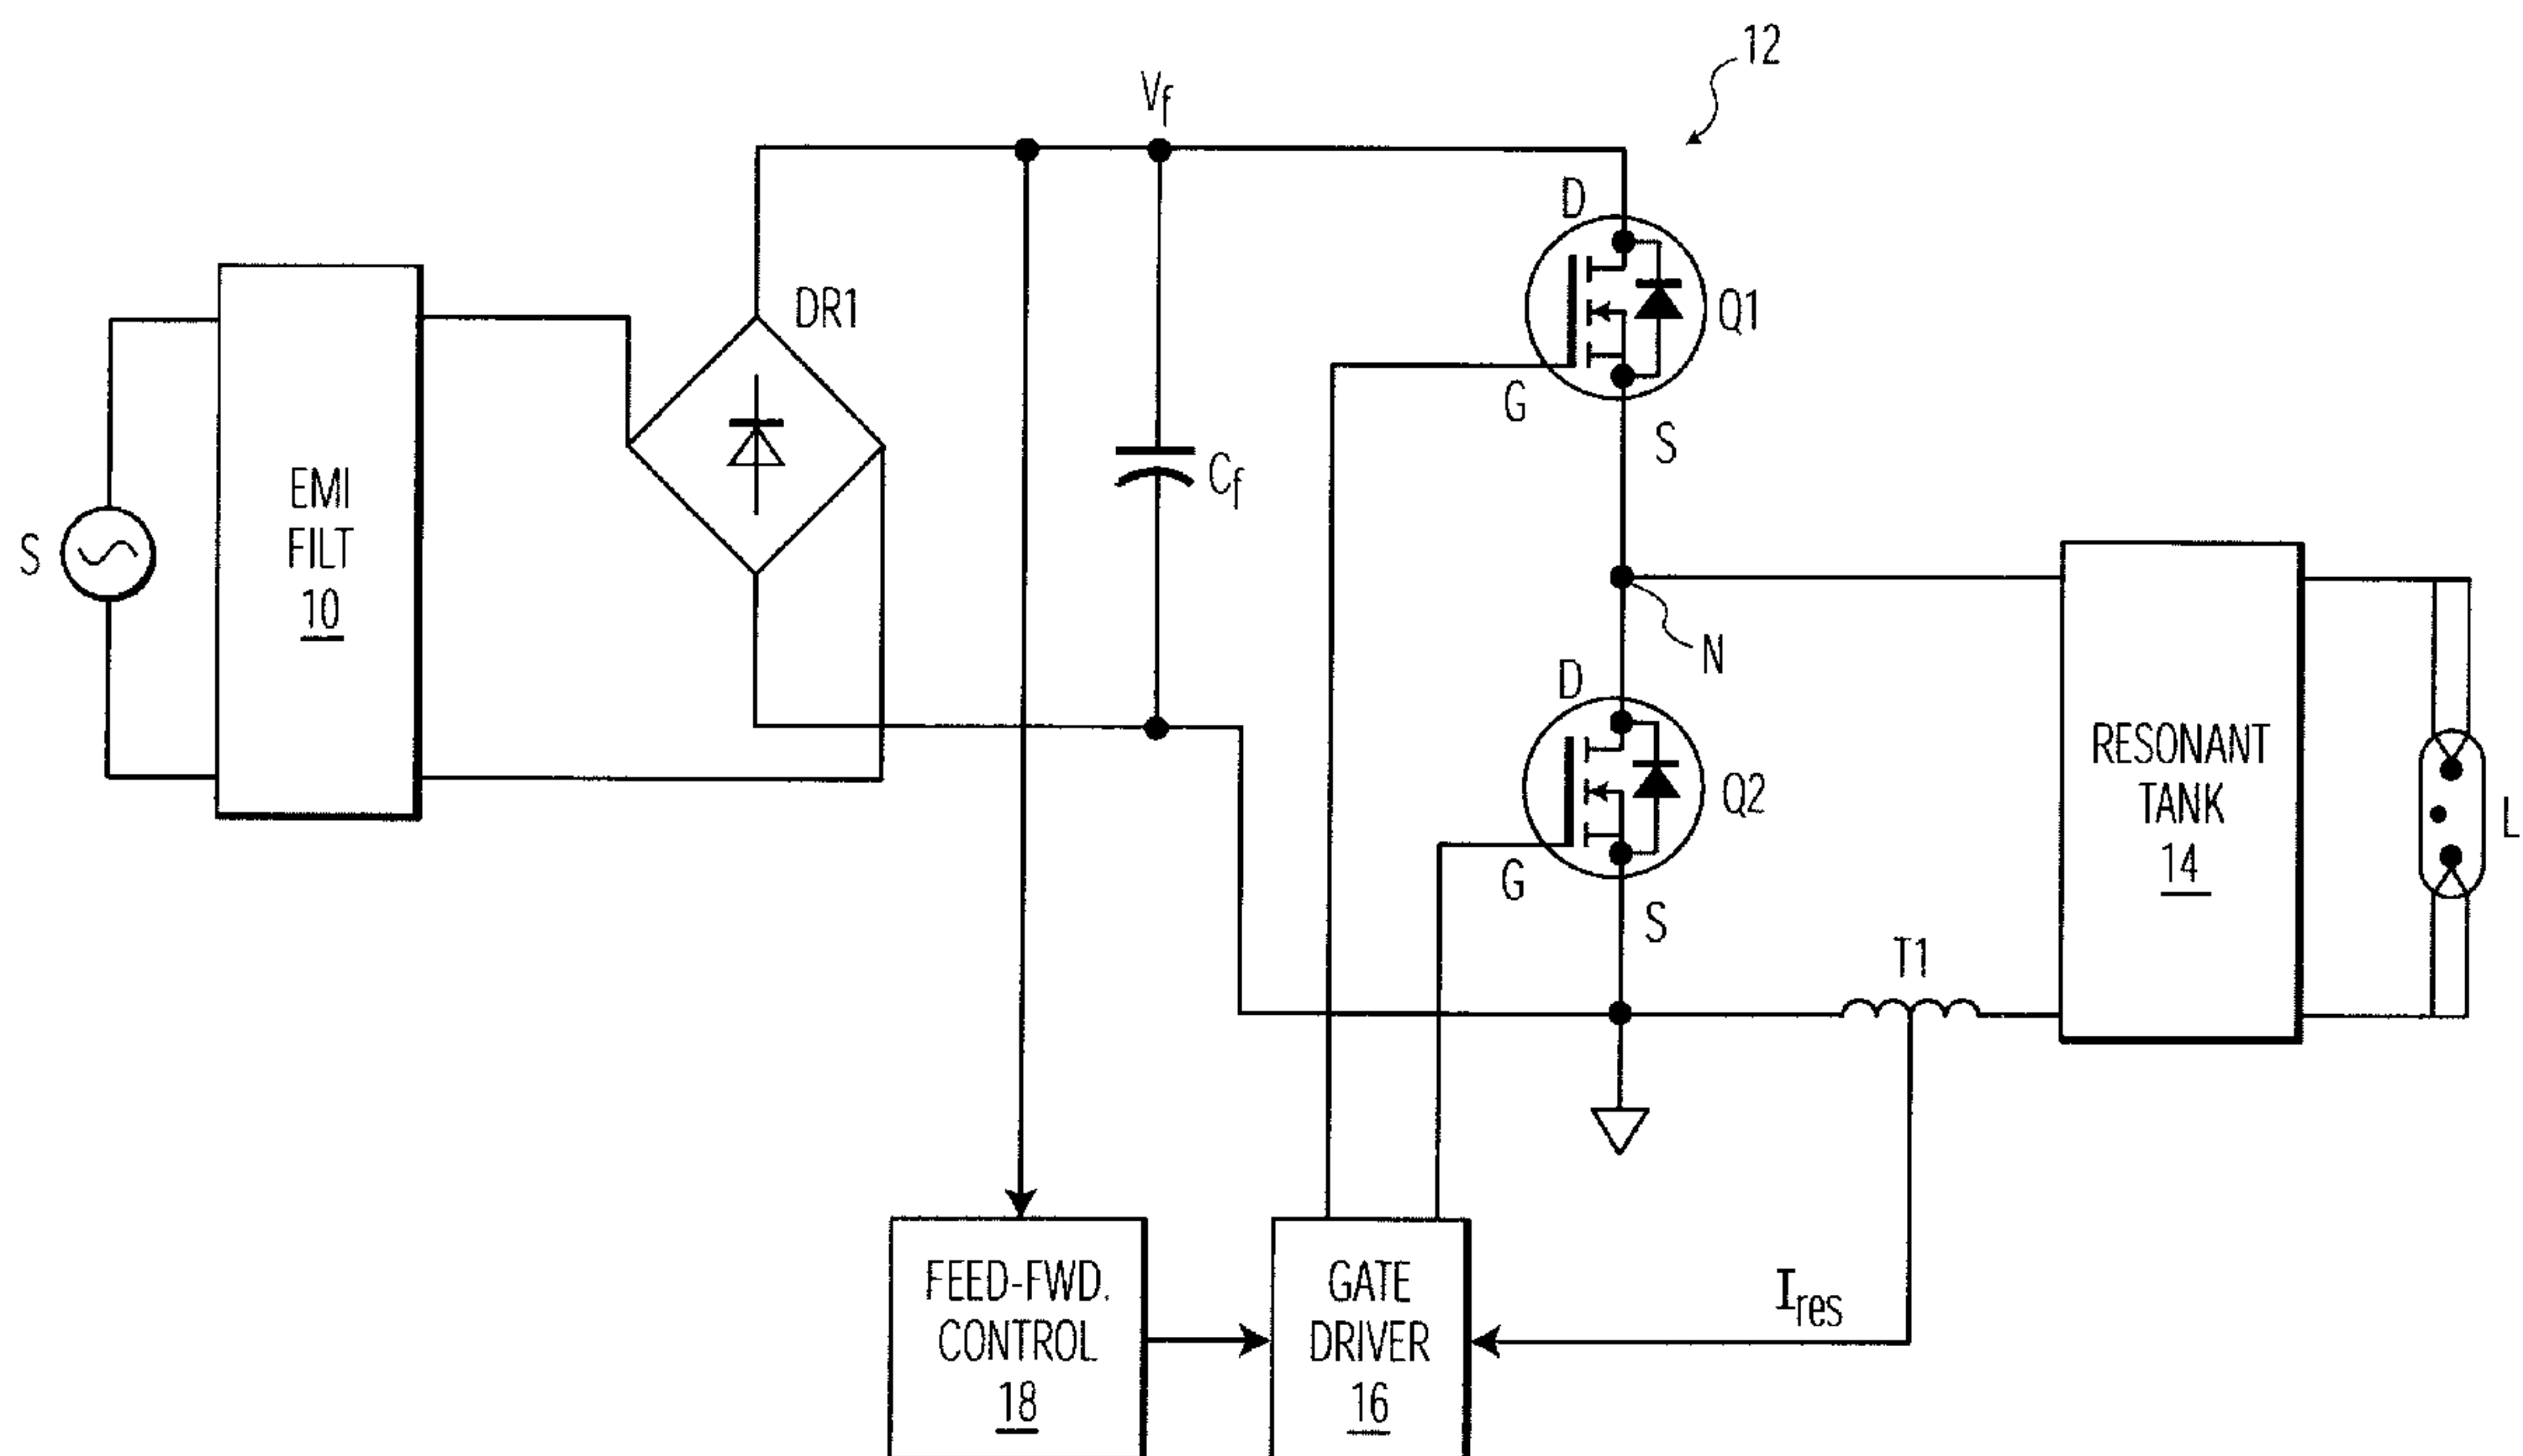 12
Vf
D
DR1
Q1
G
S
Cf
EMI
FILT
10
S
N
D
RESONANT
TANK
14
Q2
L
G
S
T1
FEED-FWD.
CONTROL
18
GATE
DRIVER
16
Ires